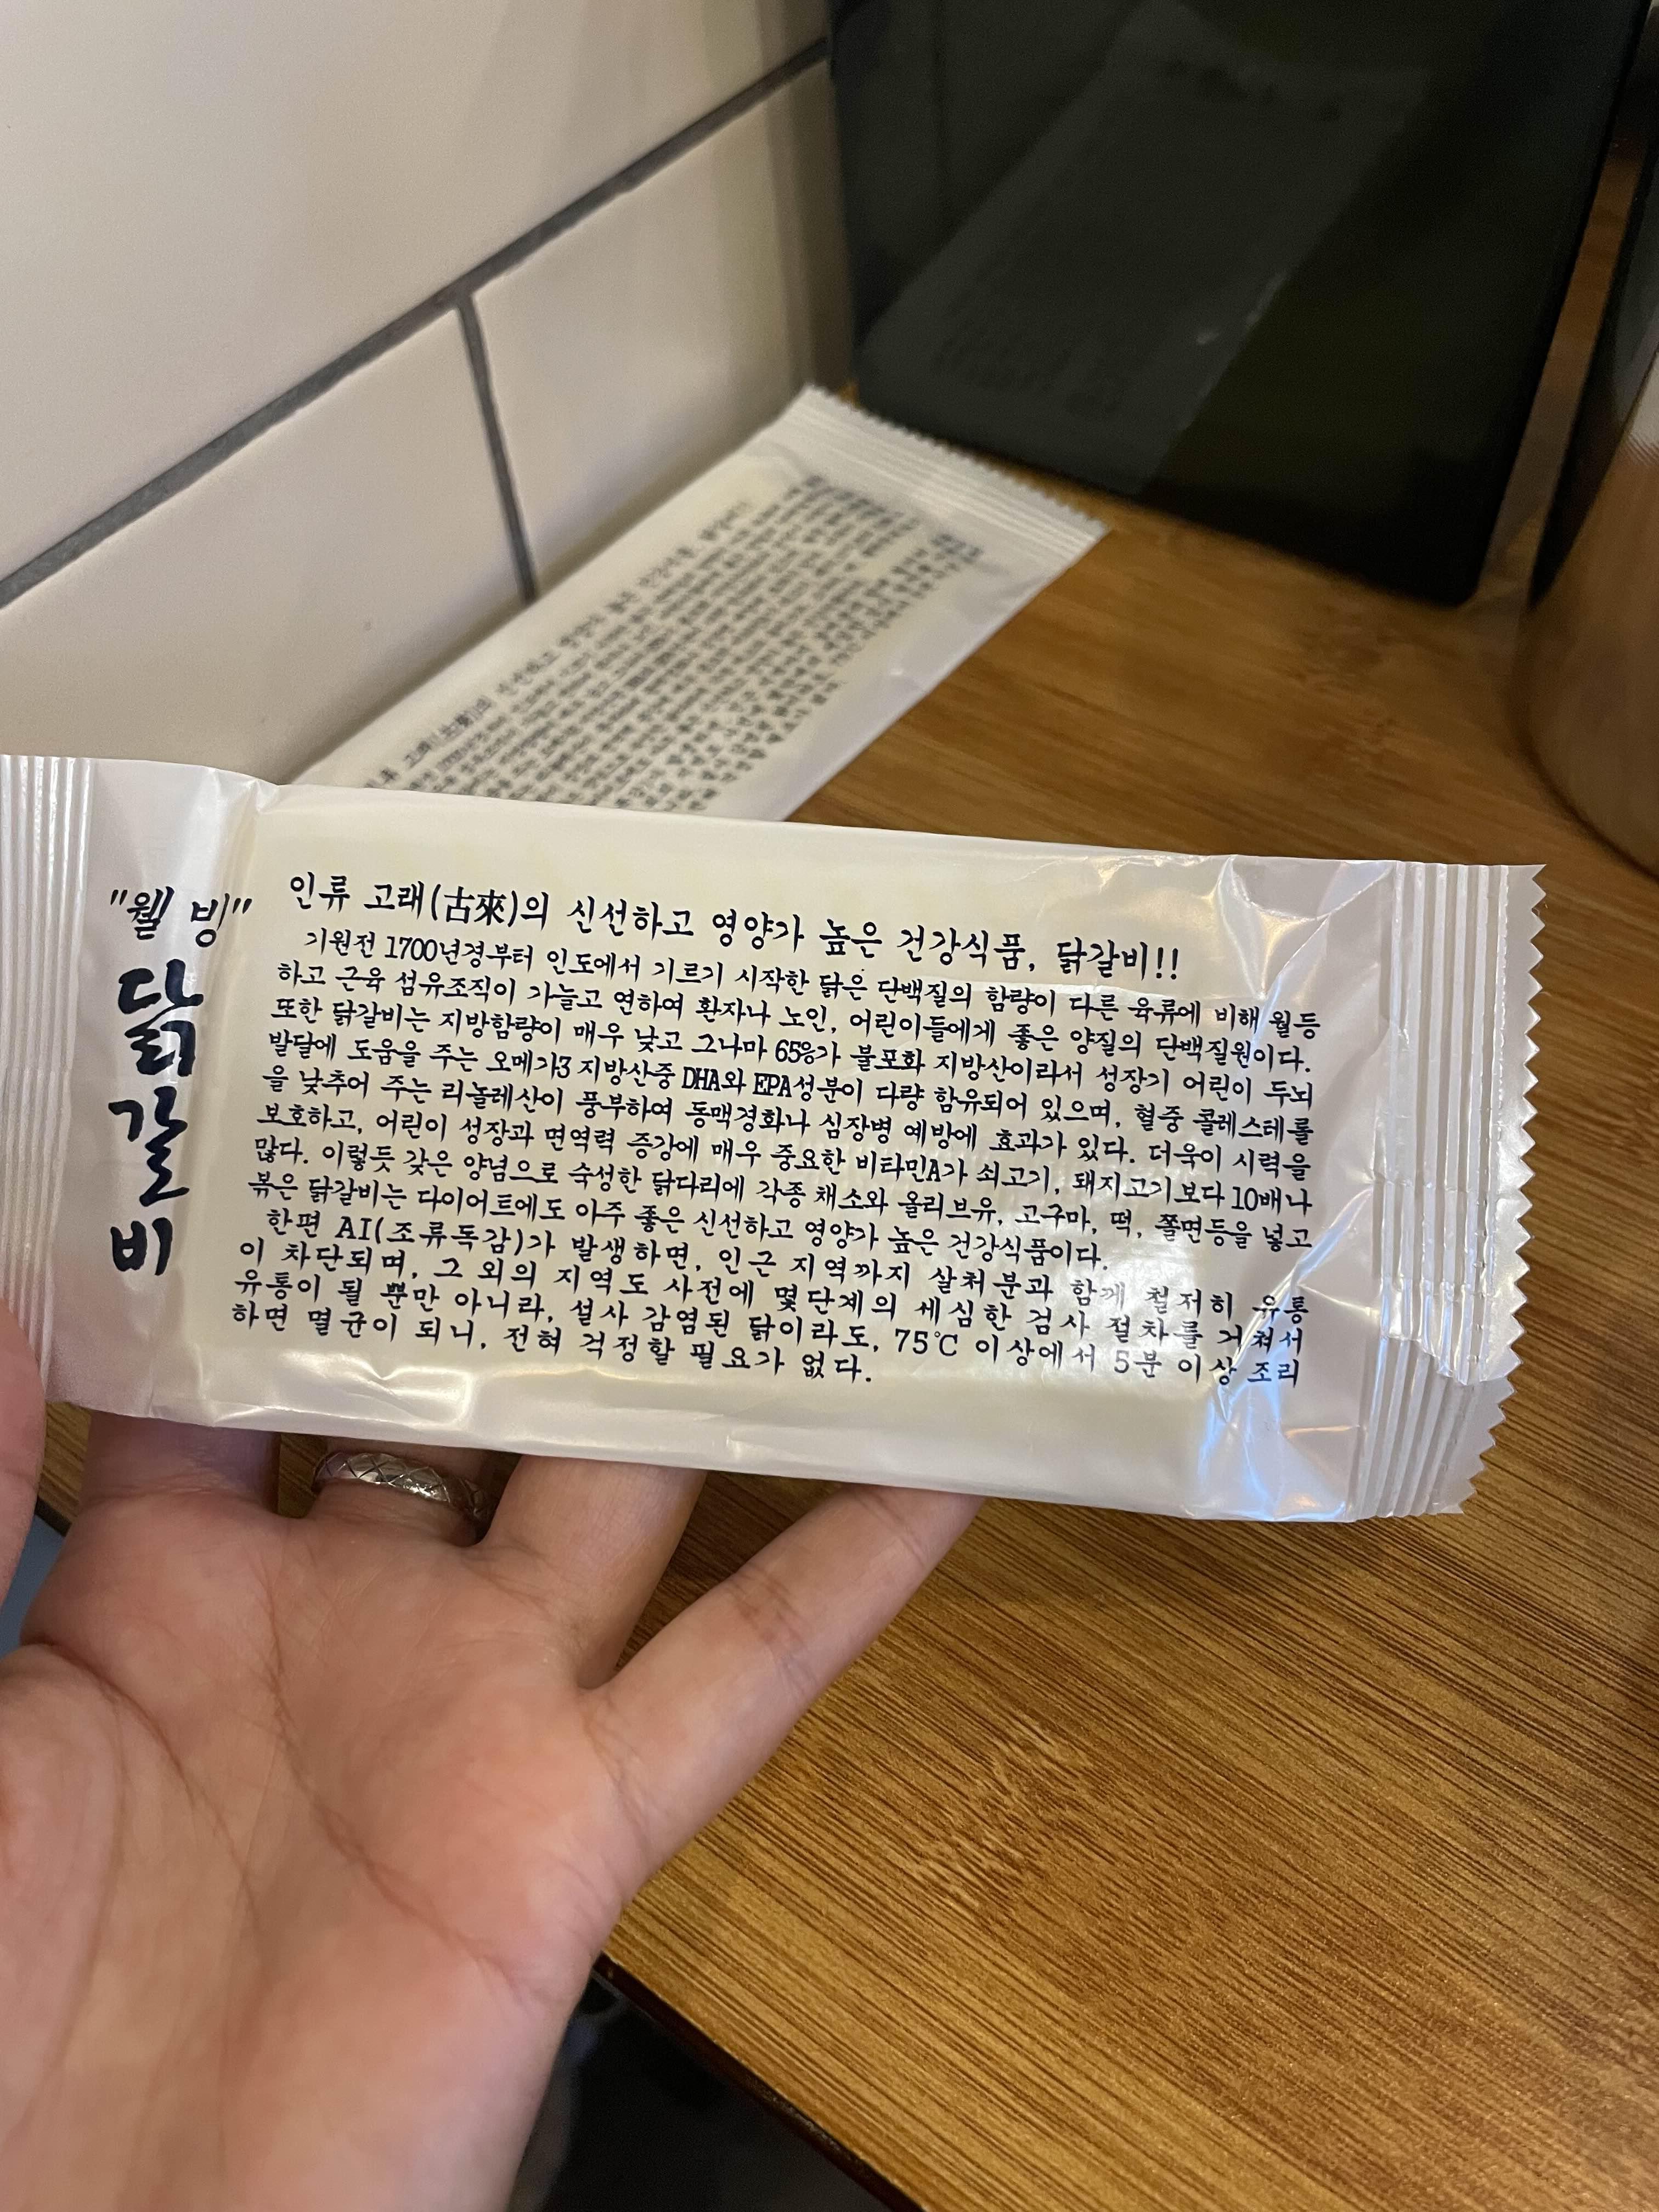 "웰빙"
닭
갈
비
인류 고래(古來)의 신선하고 영양가 높은 건강식품, 닭갈비!!
기원전 1700년경부터 인도에서 기르기 시작한 닭은 단백질의 함량이 다른 육류에 비해 월등
하고 근육 섬유조직이 가늘고 연하여 환자나 노인, 어린이들에게 좋은 양질의 단백질원이다.
또한 닭갈비는 지방함량이 매우 낮고 그나마 65%가 불포화 지방산이라서 성장기 어린이 두뇌
발달에 도움을 주는 오메가3 지방산중 DHA와 EPA성분이 다량 함유되어 있으며, 혈중 콜레스테롤
을 낮추어 주는 리놀레산이 풍부하여 동맥경화나 심장병 예방에 효과가 있다. 더욱이 시력을
보호하고, 어린이 성장과 면역력 증강에 매우 중요한 비타민A가 쇠고기, 돼지고기보다 10배나
많다. 이렇듯 갖은 양념으로 숙성한 닭다리에 각종 채소와 올리브유, 고구마, 떡, 쫄면등을 넣고
볶은 닭갈비는 다이어트에도 아주 좋은 신선하고 영양가 높은 건강식품이다.
한편 AI(조류독감)가 발생하면, 인근 지역까지 살처분과 함께 철저히 유통
이 차단되며, 그 외의 지역도 사전에 몇단계의 세심한 검사 절차를 거쳐서
유통이 될 뿐만 아니라, 설사 감염된 닭이라도, 75℃ 이상에서 5분 이상 조리
하면 멸균이 되니, 전혀 걱정할 필요가 없다.